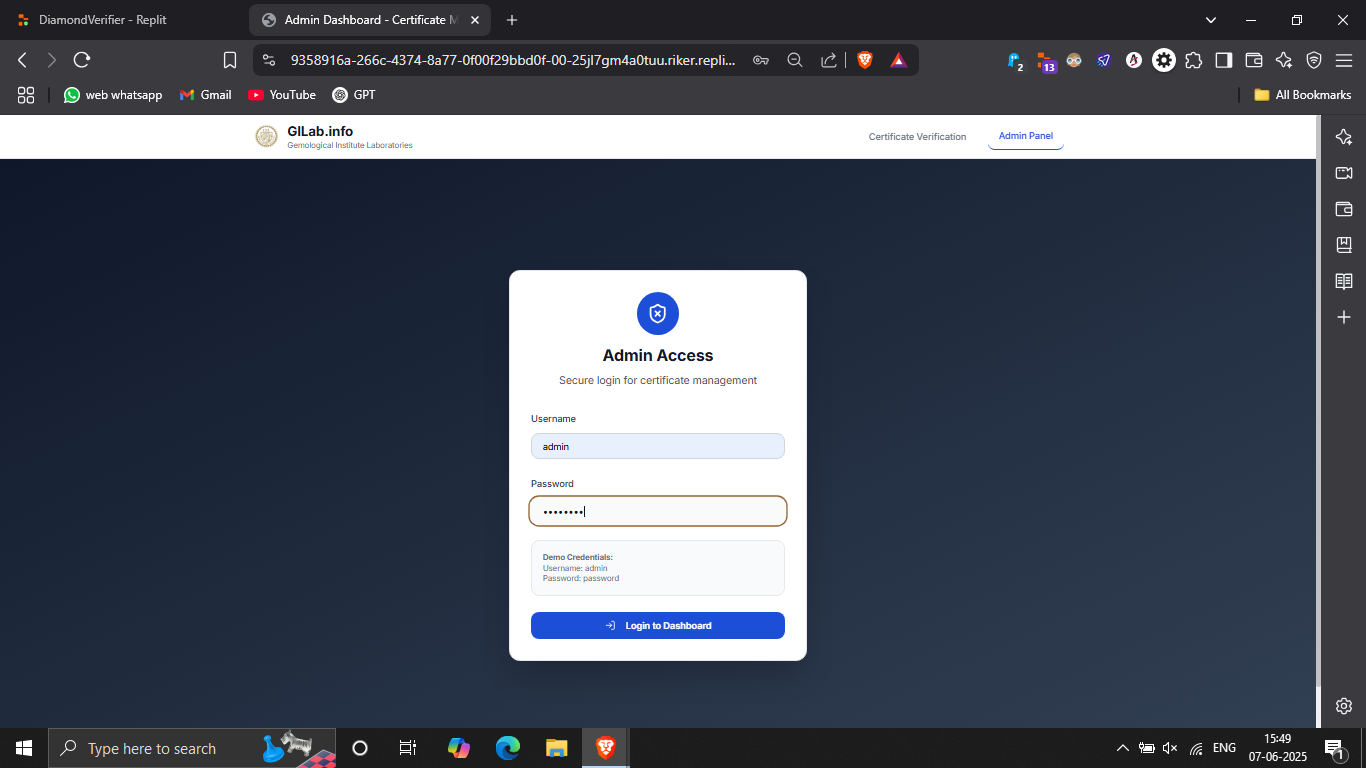 DiamondVerifier - Replit
Admin Dashboard - Certificate M
9358916a-266c-4374-8a77-0f00f29bbd0f-00-25jl7gm4a0tuu.riker.repli...
2
13
web whatsapp
Gmail
YouTube
GPT
All Bookmarks
GILab.info
Gemological Institute Laboratories
Certificate Verification
Admin Panel
Admin Access
Secure login for certificate management
Username
admin
Password
••••••••
Demo Credentials:
Username: admin
Password: password
Login to Dashboard
Type here to search
ENG
15:49
07-06-2025
1